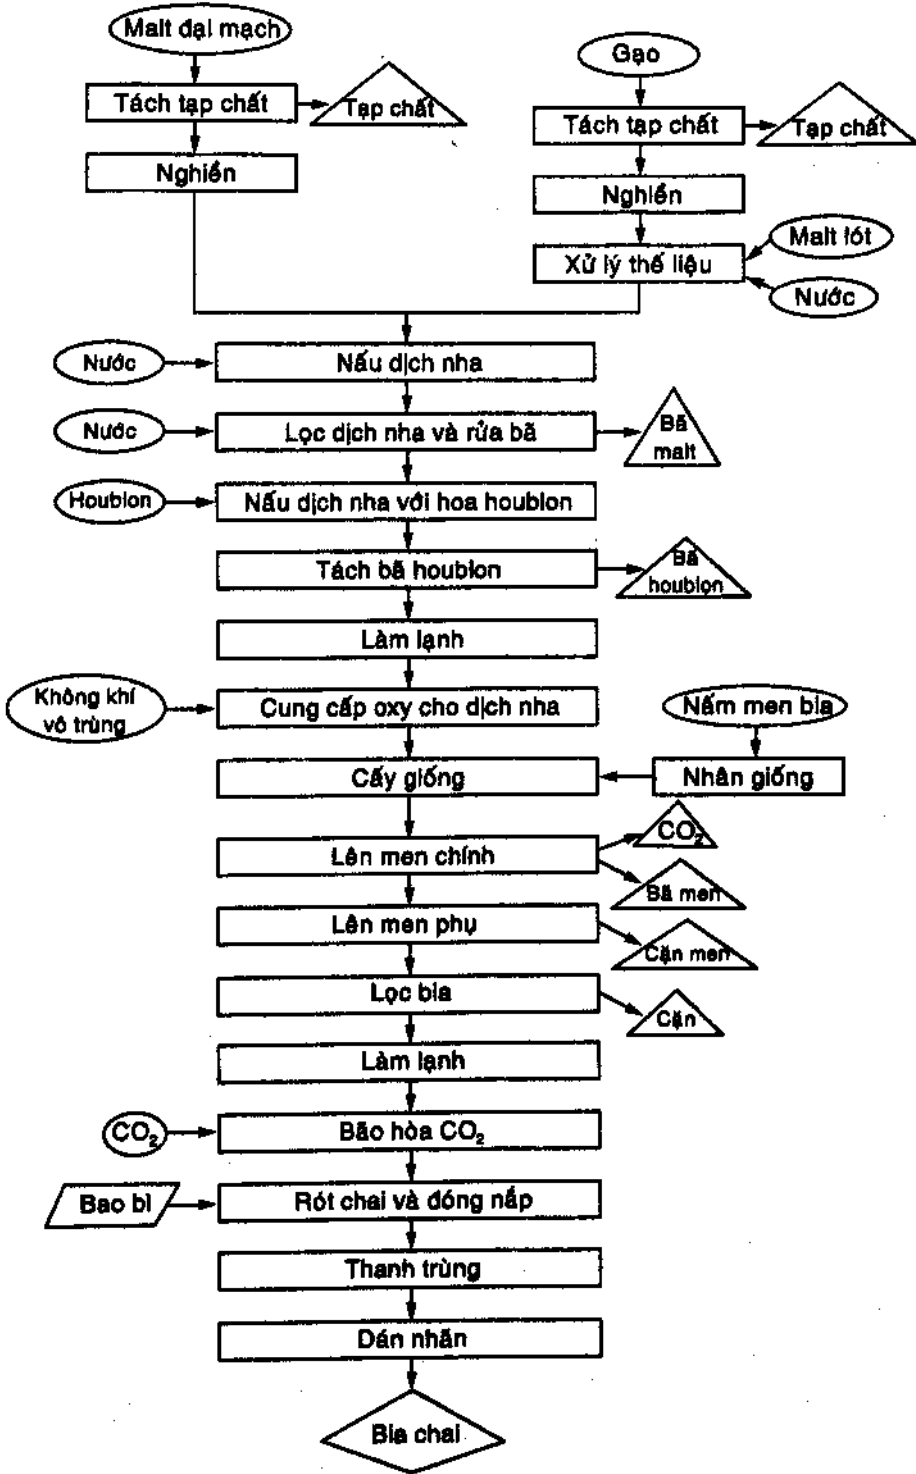 Malt đại mạch
Tách tạp chất
Tạp chất
Nghiền
Gạo
Tách tạp chất
Tạp chất
Nghiền
Malt lót
Xử lý thế liệu
Nước
Nước
Nấu dịch nha
Nước
Lọc dịch nha và rửa bã
Bã
malt
Houblon
Nấu dịch nha với hoa houblon
Tách bã houblon
Bã
houblon
Làm lạnh
Không khí
vô trùng
Cung cấp oxy cho dịch nha
Nấm men bia
Cấy giống
Nhân giống
CO₂
Lên men chính
Bã men
Lên men phụ
Cặn men
Lọc bia
Cặn
Làm lạnh
CO₂
Bão hòa CO₂
Bao bì
Rót chai và đóng nắp
Thanh trùng
Dán nhãn
Bia chai